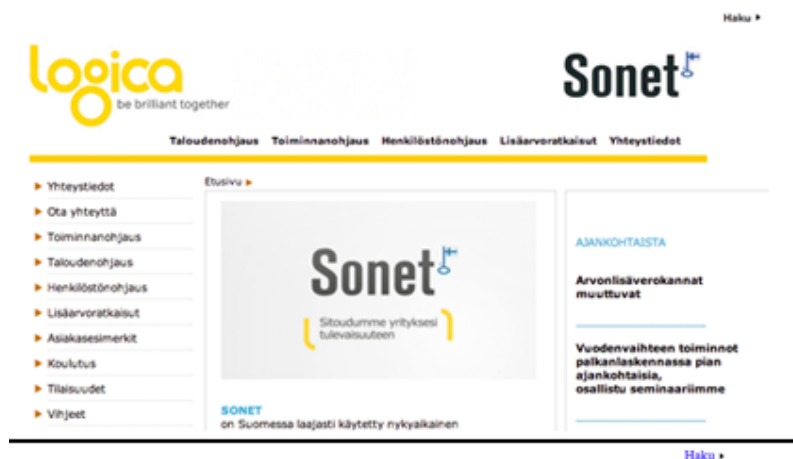 Haku
logica
be brilliant together
Sonet
Taloudenohjaus Toiminnanohjaus Henkilöstönohjaus Lisäarvoratkaisut Yhteystiedot
Yhteystiedot
Ota yhteyttä
Toiminnanohjaus
Taloudenohjaus
Henkilöstönohjaus
Lisäarvoratkaisut
Asiakasesimerkit
Koulutus
Tilaisuudet
Vihjeet
Etusivu
Sonet
Sitoudumme yrityksesi
tulevaisuuteen
SONET
on Suomessa laajasti käytetty nykyaikainen
AJANKOHTAISTA
Arvonlisäverokannat
muuttuvat
Vuodenvaihteen toiminnot
palkanlaskennassa pian
ajankohtaisia,
osallistu seminaariimme
Haku